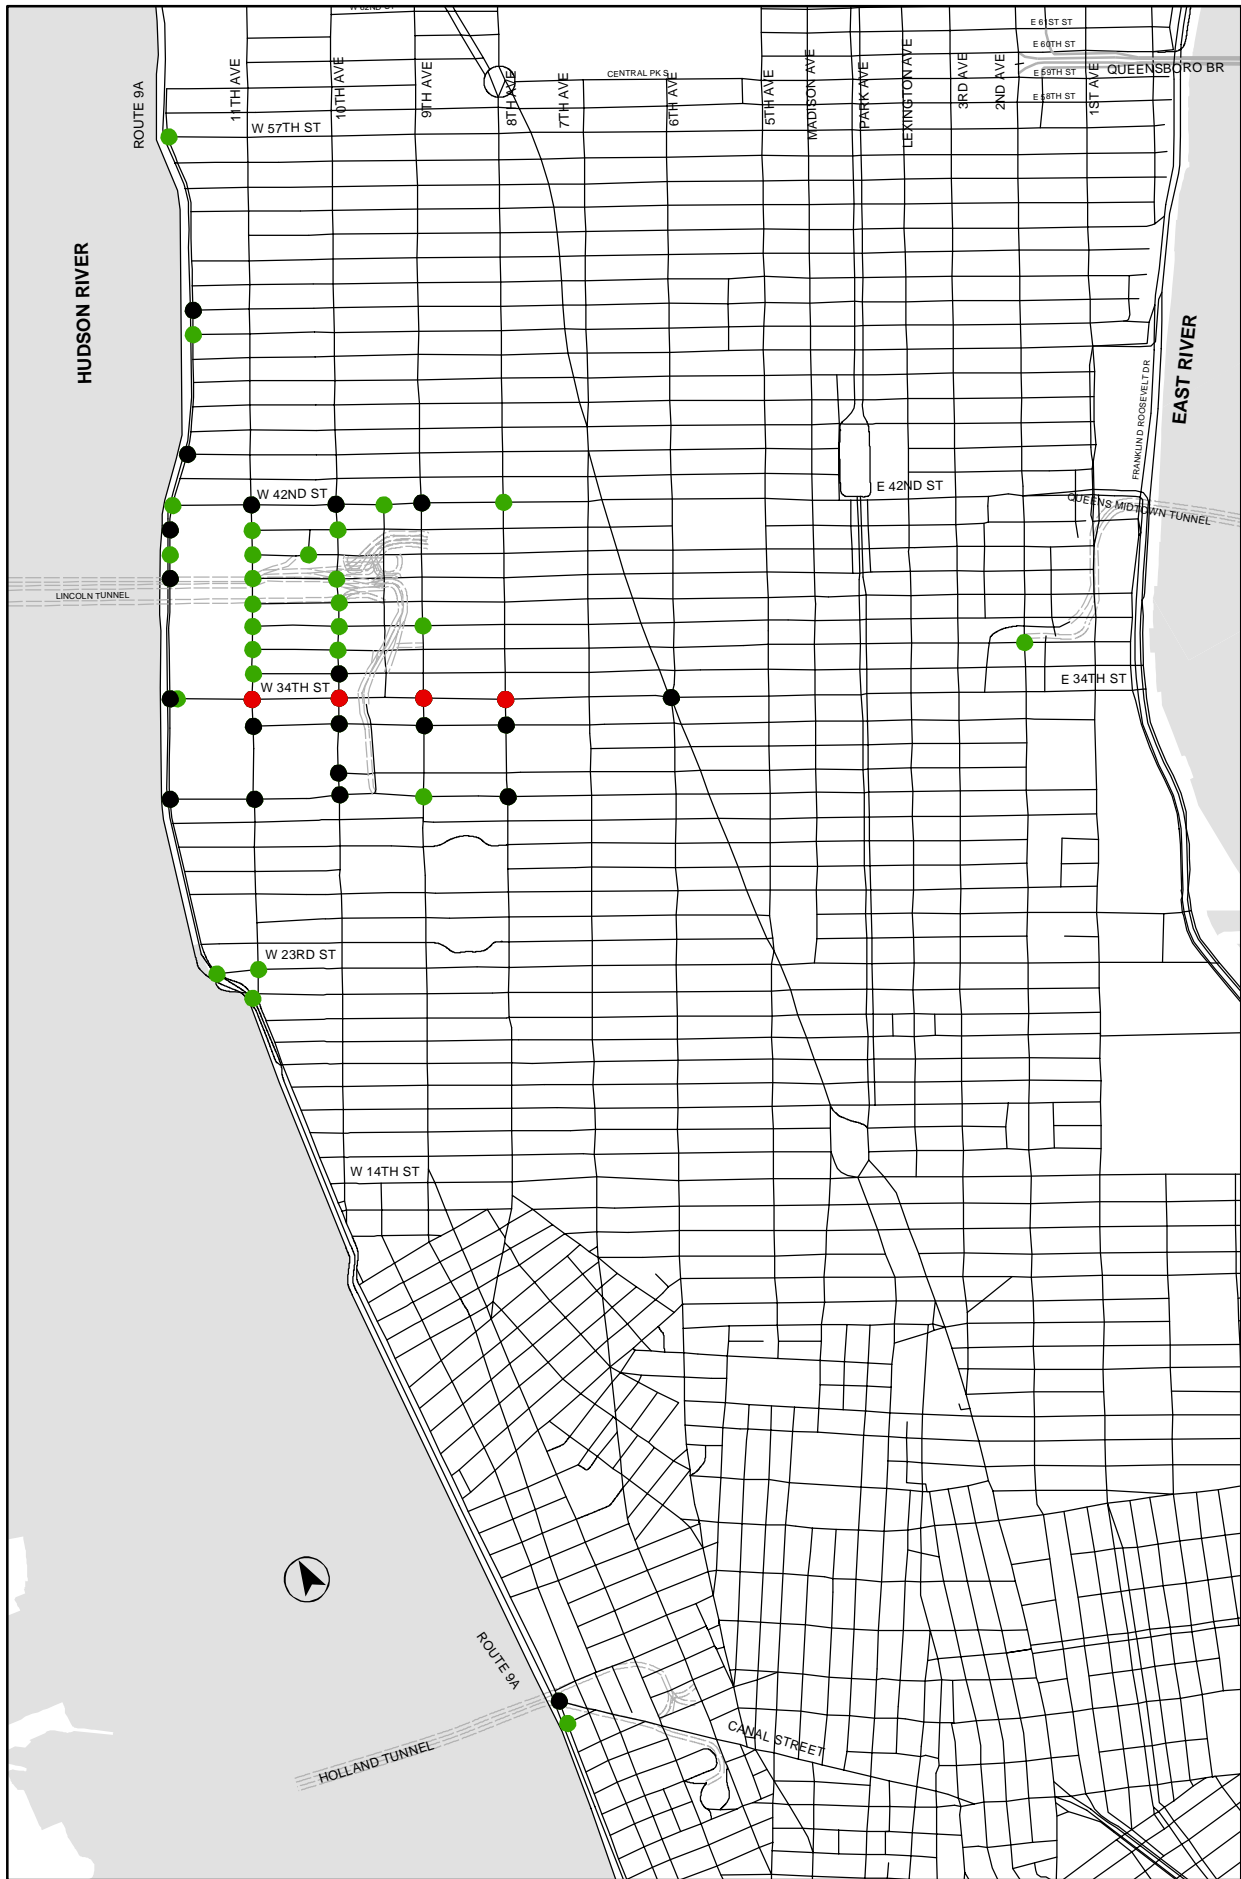 W 62ND ST
E 61ST ST
E 60TH ST
E 59TH ST
E 58TH ST
QUEENSBORO BR
CENTRAL PK S
ROUTE 9A
11TH AVE
10TH AVE
9TH AVE
8TH AVE
7TH AVE
6TH AVE
5TH AVE
MADISON AVE
PARK AVE
LEXINGTON AVE
3RD AVE
2ND AVE
1ST AVE
W 57TH ST
HUDSON RIVER
EAST RIVER
FRANKLIN D ROOSEVELT DR
W 42ND ST
E 42ND ST
QUEENS MIDTOWN TUNNEL
LINCOLN TUNNEL
W 34TH ST
E 34TH ST
W 23RD ST
W 14TH ST
ROUTE 9A
HOLLAND TUNNEL
CANAL STREET